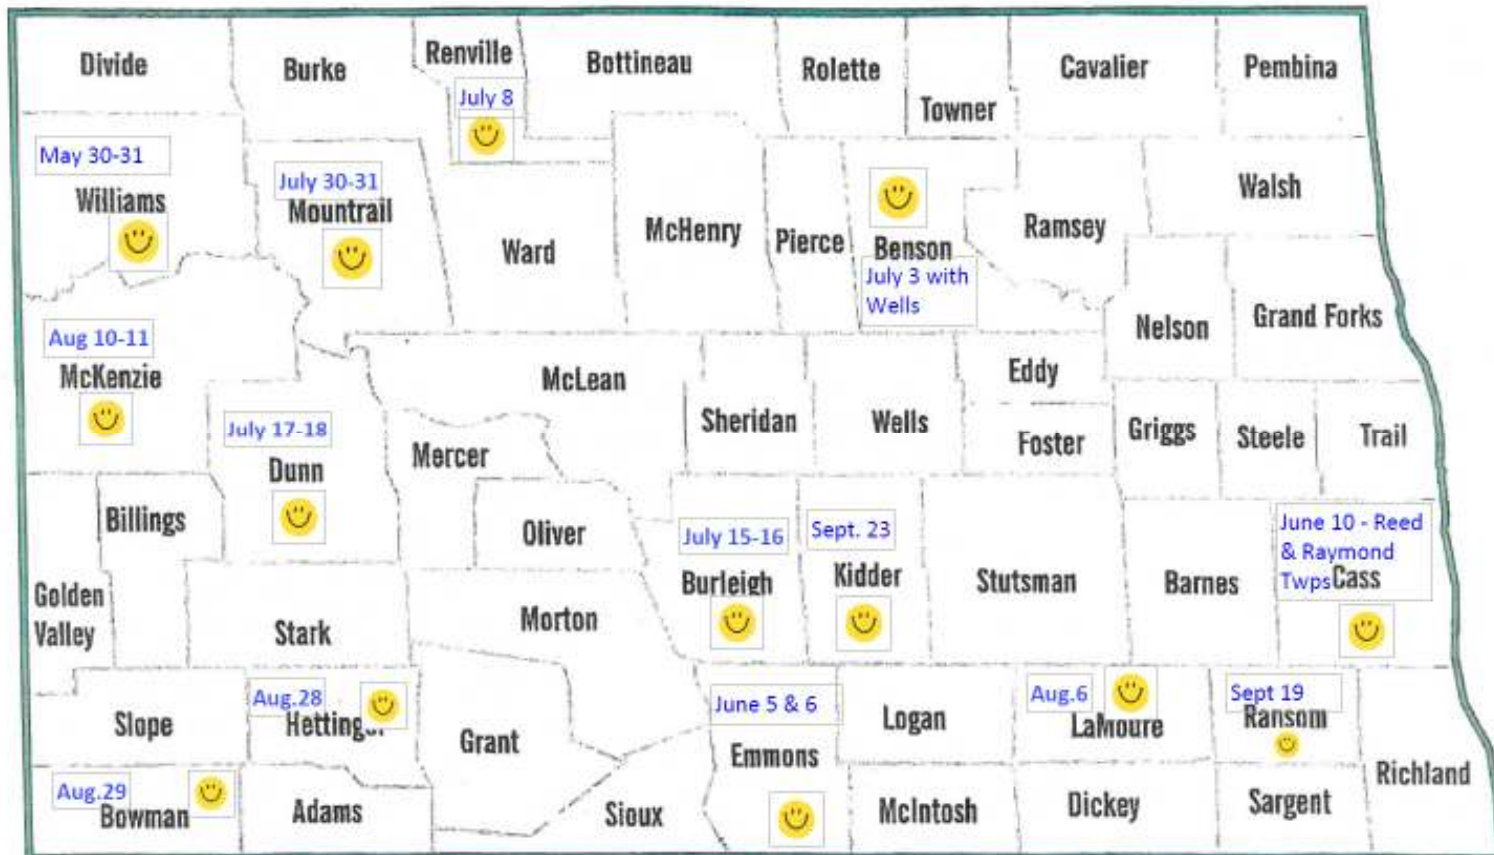 Divide
Burke
Renville
Bottineau
Rolette
Towner
Cavalier
Pembina
July 8
May 30-31
Williams
July 30-31
Mountrail
Ward
McHenry
Pierce
Benson
July 3 with
Wells
Ramsey
Walsh
Nelson
Grand Forks
Aug 10-11
McKenzie
July 17-18
Dunn
McLean
Mercer
Sheridan
Wells
Eddy
Foster
Griggs
Steele
Trail
Billings
Golden
Valley
Oliver
July 15-16
Burleigh
Sept. 23
Kidder
Stutsman
Barnes
June 10 - Reed
& Raymond
Twps Cass
Stark
Morton
Slope
Aug.28
Hettinger
Grant
June 5 & 6
Emmons
Logan
Aug.6
LaMoure
Sept 19
Ransom
Richland
Aug.29
Bowman
Adams
Sioux
McIntosh
Dickey
Sargent